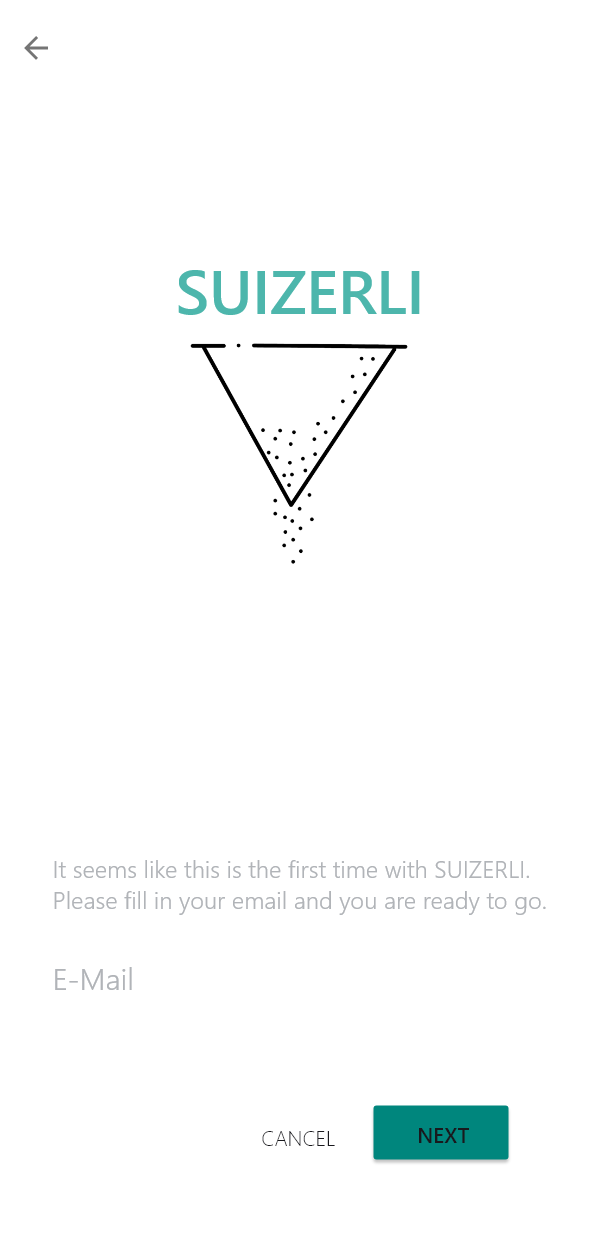 SUIZERLI
It seems like this is the first time with SUIZERLI.
Please fill in your email and you are ready to go.
E-Mail
CANCEL
NEXT